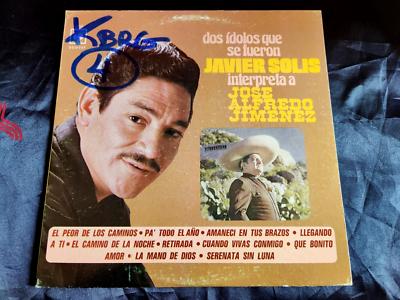 KBRG
4
dos ídolos que
se fueron
JAVIER SOLIS
interpreta a
JOSE
ALFREDO
JIMENEZ
EL PEOR DE LOS CAMINOS • PA' TODO EL AÑO • AMANECI EN TUS BRAZOS • LLEGANDO
A TI • EL CAMINO DE LA NOCHE • RETIRADA • CUANDO VIVAS CONMIGO • QUE BONITO
AMOR • LA MANO DE DIOS • SERENATA SIN LUNA